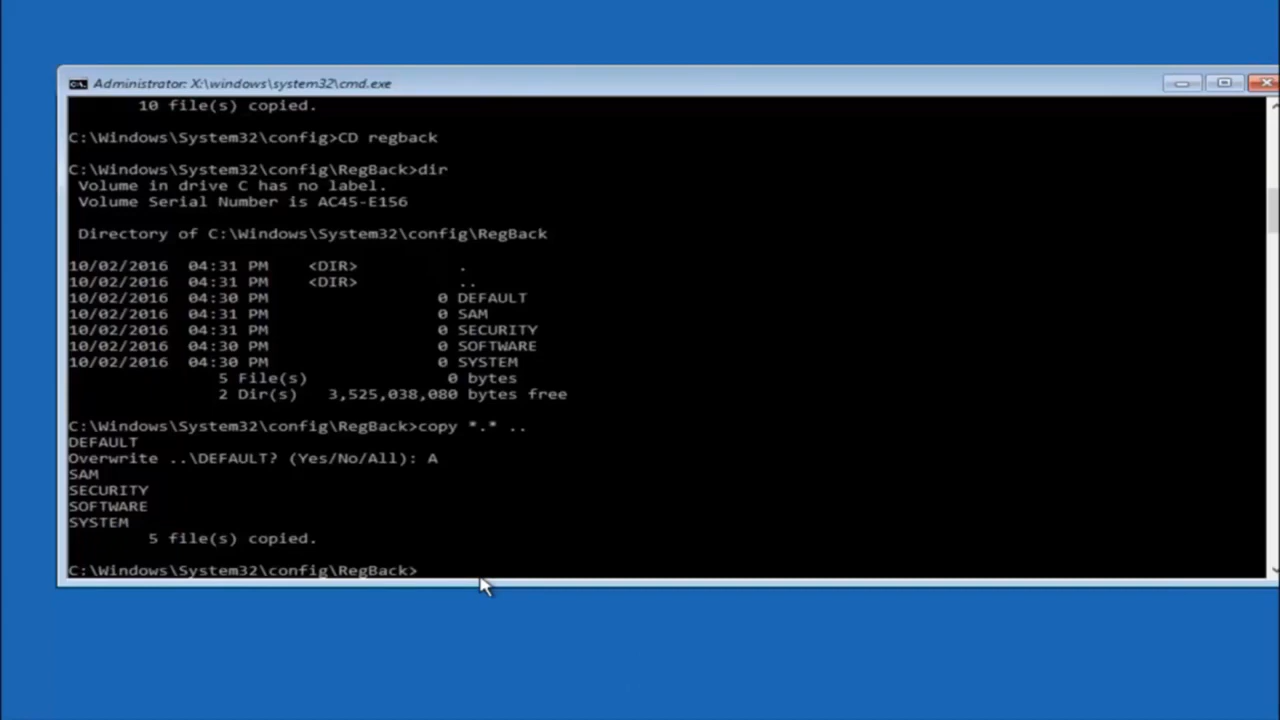 Administrator: X:\windows\system32\cmd.exe
10 file(s) copied.
C:\Windows\System32\config>CD regback
C:\Windows\System32\config\RegBack>dir
Volume in drive C has no label.
Volume Serial Number is AC45-E156
Directory of C:\Windows\System32\config\RegBack
10/02/2016 04:31 PM <DIR> .
10/02/2016 04:31 PM <DIR> ..
10/02/2016 04:30 PM 0 DEFAULT
10/02/2016 04:31 PM 0 SAM
10/02/2016 04:31 PM 0 SECURITY
10/02/2016 04:30 PM 0 SOFTWARE
10/02/2016 04:30 PM 0 SYSTEM
5 File(s) 0 bytes
2 Dir(s) 3,525,038,080 bytes free
C:\Windows\System32\config\RegBack>copy *.* ..
DEFAULT
Overwrite ..\DEFAULT? (Yes/No/All): A
SAM
SECURITY
SOFTWARE
SYSTEM
5 file(s) copied.
C:\Windows\System32\config\RegBack>